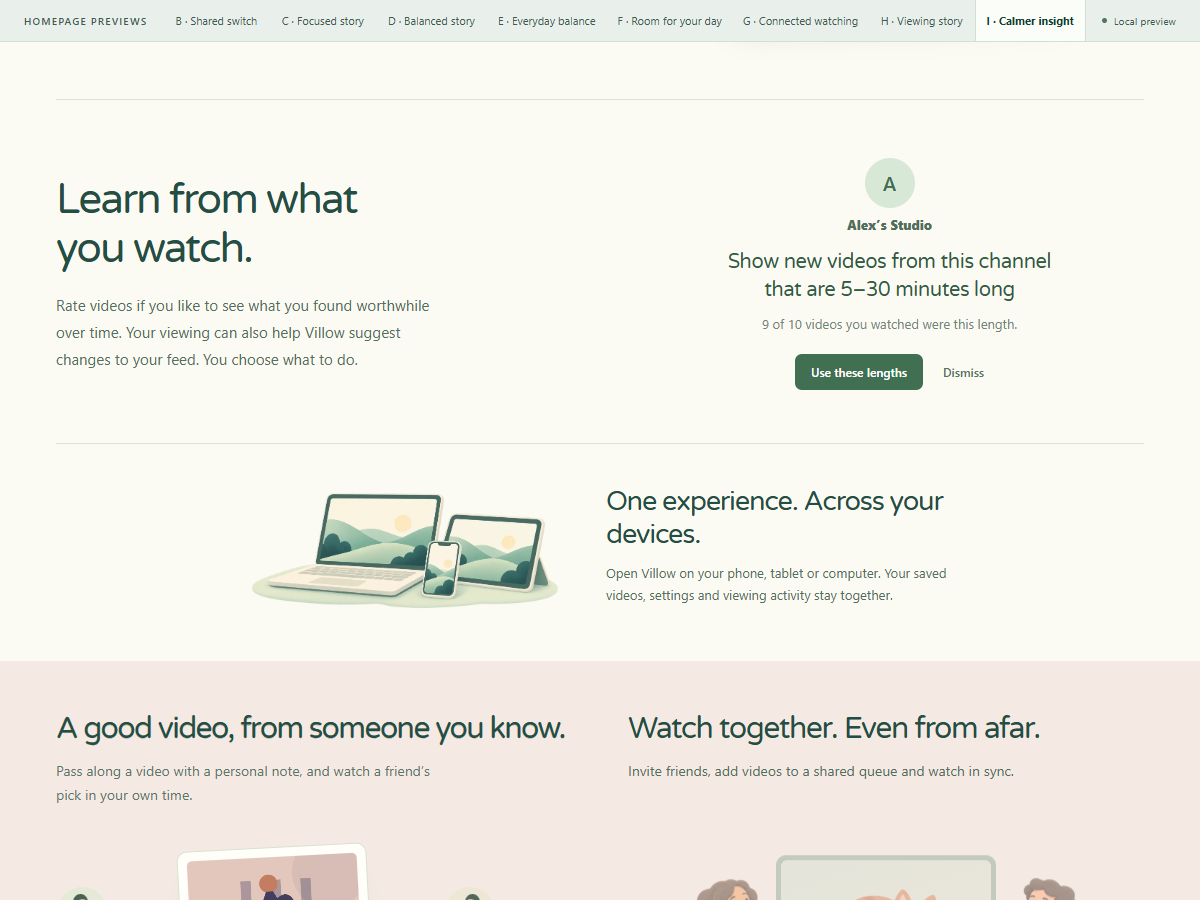 HOMEPAGE PREVIEWS
B · Shared switch
C · Focused story
D · Balanced story
E · Everyday balance
F · Room for your day
G · Connected watching
H · Viewing story
I · Calmer insight
Local preview
Learn from what
you watch.
Rate videos if you like to see what you found worthwhile
over time. Your viewing can also help Villow suggest
changes to your feed. You choose what to do.
A
Alex’s Studio
Show new videos from this channel
that are 5–30 minutes long
9 of 10 videos you watched were this length.
Use these lengths
Dismiss
One experience. Across your
devices.
Open Villow on your phone, tablet or computer. Your saved
videos, settings and viewing activity stay together.
A good video, from someone you know.
Pass along a video with a personal note, and watch a friend’s
pick in your own time.
Watch together. Even from afar.
Invite friends, add videos to a shared queue and watch in sync.